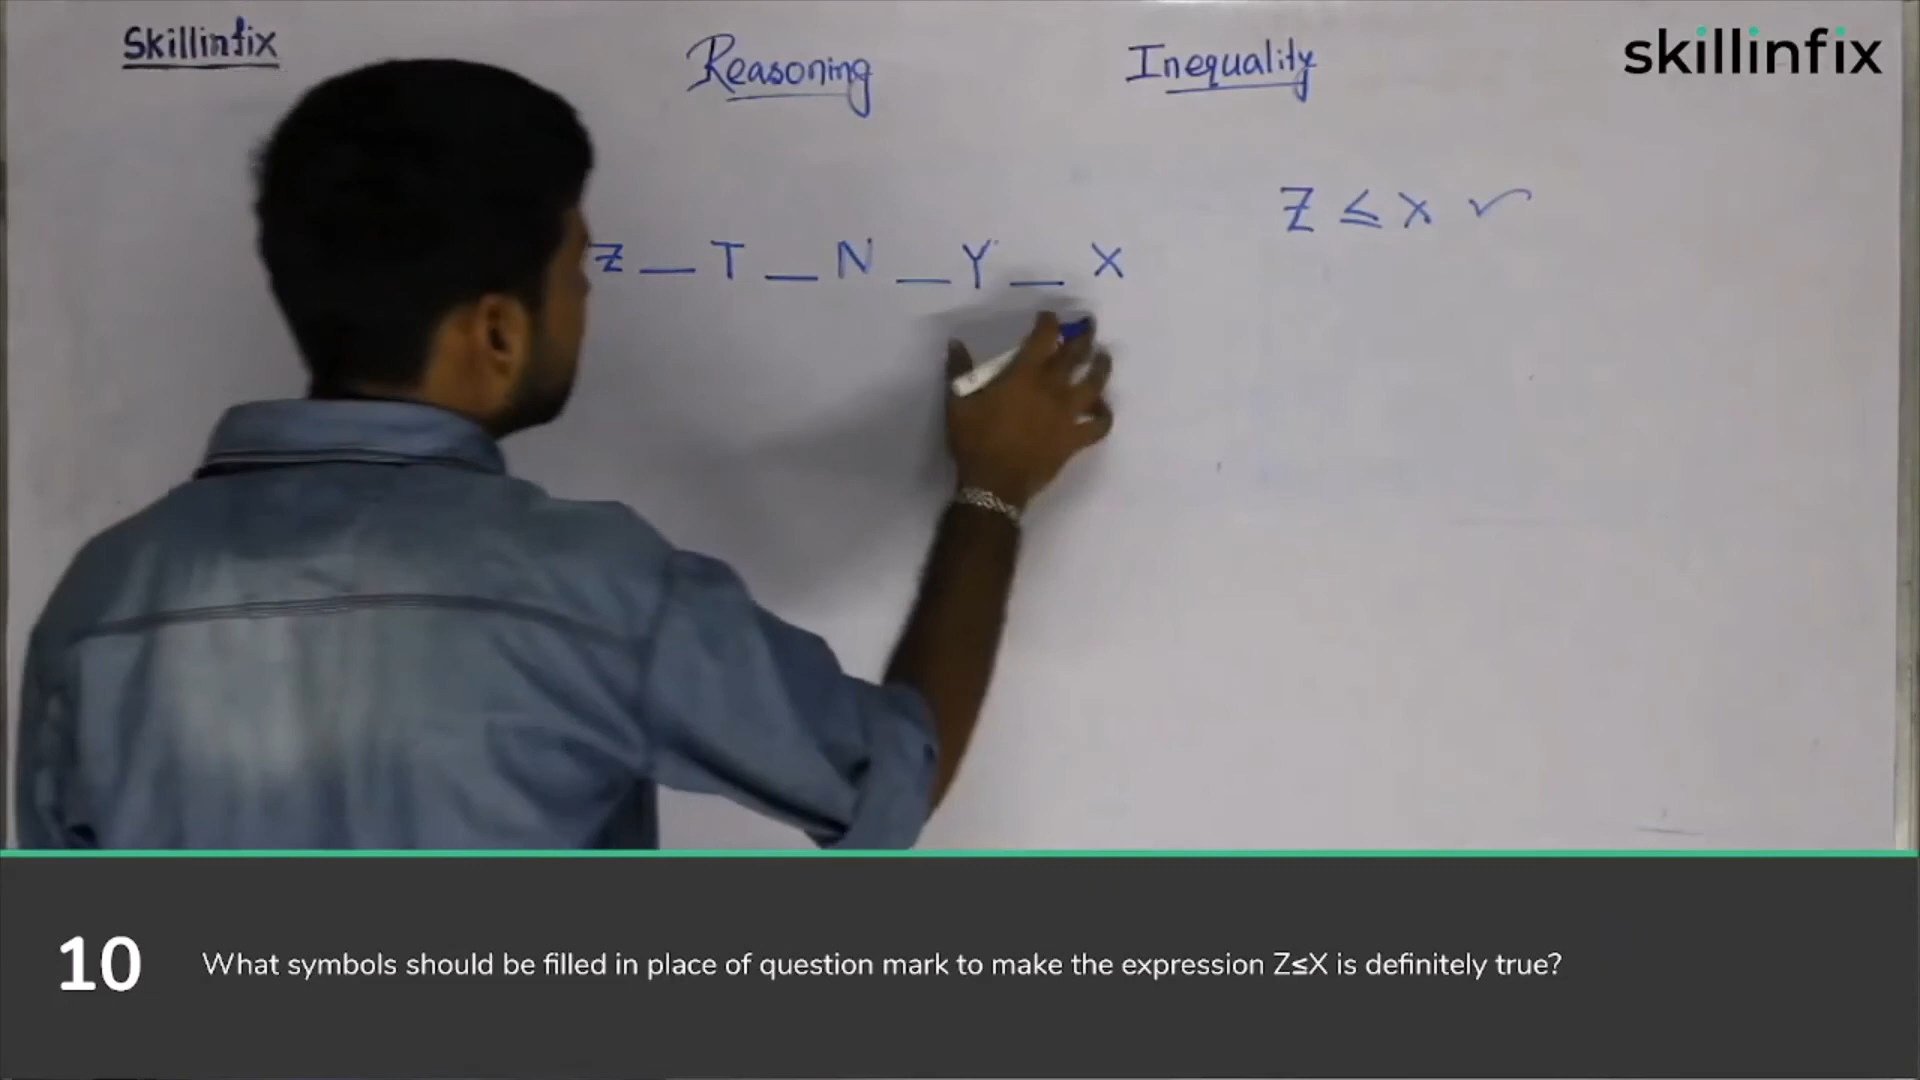 Skillinfix
Reasoning
Inequality
skillinfix
Z ≤ X ✓
Z _ T _ N _ Y _ X
10
What symbols should be filled in place of question mark to make the expression Z≤X is definitely true?